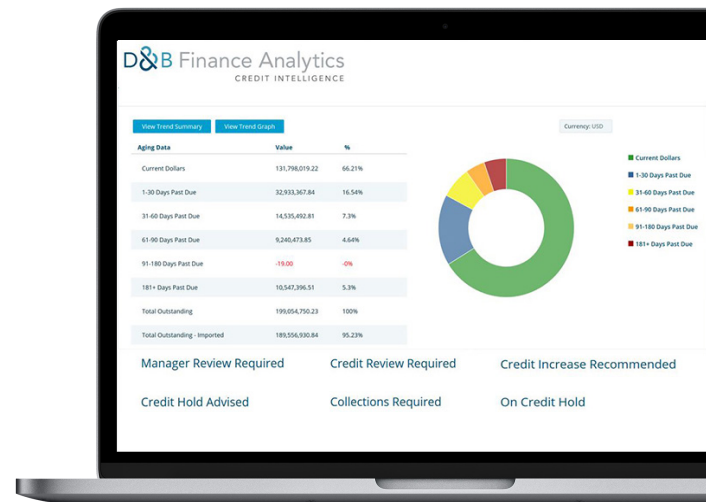 D&B Finance Analytics
CREDIT INTELLIGENCE
View Trend Summary View Trend Graph Currency: USD
Aging Data Value %
Current Dollars 131,798,019.22 66.21%
1-30 Days Past Due 32,933,367.84 16.54%
31-60 Days Past Due 14,535,492.81 7.3%
61-90 Days Past Due 9,240,473.85 4.64%
91-180 Days Past Due -19.00 -0%
181+ Days Past Due 10,547,396.51 5.3%
Total Outstanding 199,054,750.23 100%
Total Outstanding - Imported 189,556,930.84 95.23%
Current Dollars
1-30 Days Past Due
31-60 Days Past Due
61-90 Days Past Due
91-180 Days Past Due
181+ Days Past Due
Manager Review Required Credit Review Required Credit Increase Recommended
Credit Hold Advised Collections Required On Credit Hold